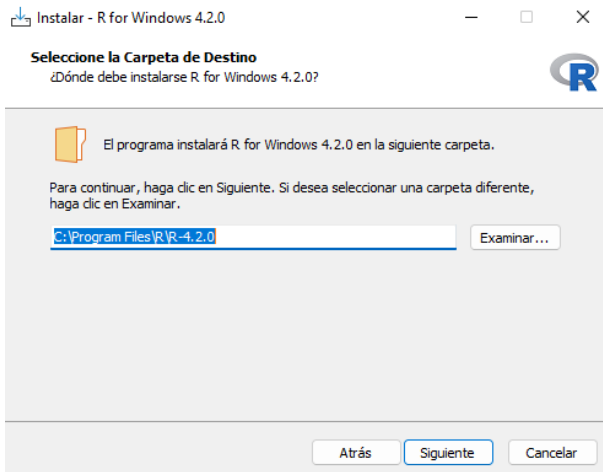 Instalar - R for Windows 4.2.0
Seleccione la Carpeta de Destino
¿Dónde debe instalarse R for Windows 4.2.0?
R
El programa instalará R for Windows 4.2.0 en la siguiente carpeta.
Para continuar, haga clic en Siguiente. Si desea seleccionar una carpeta diferente,
haga clic en Examinar.
C:\Program Files\R\R-4.2.0
Examinar...
Atrás
Siguiente
Cancelar